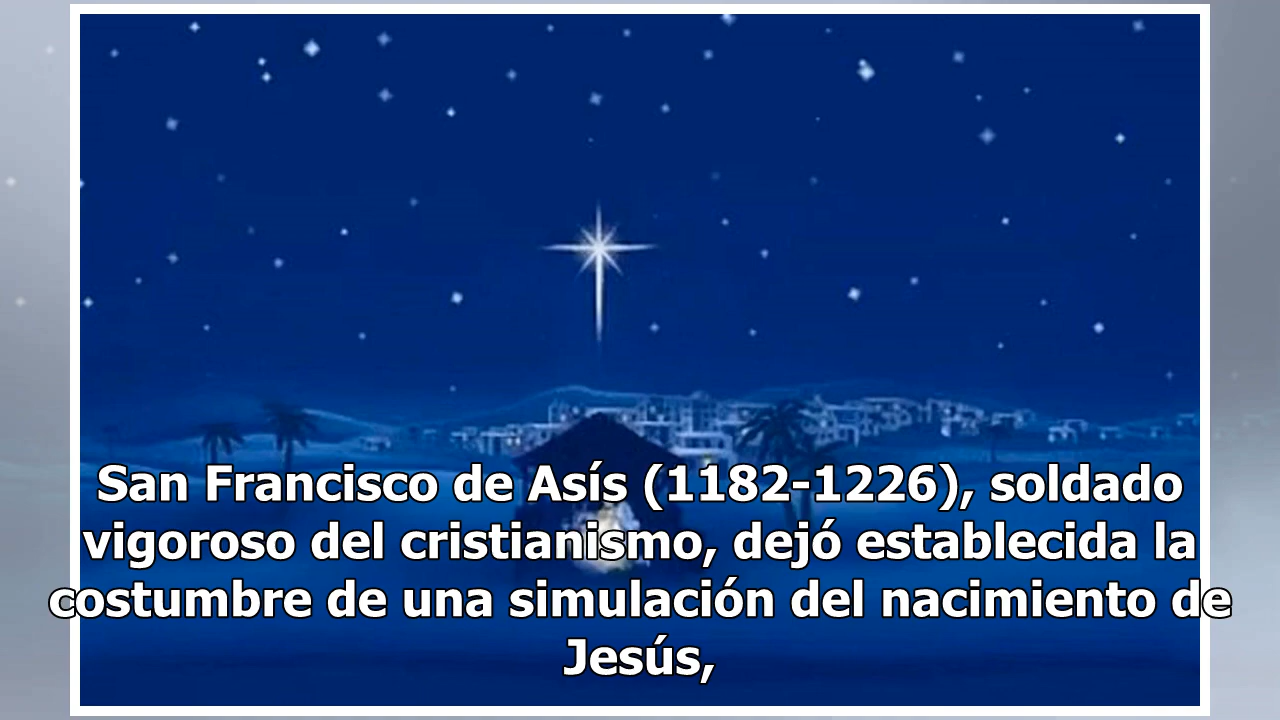 San Francisco de Asís (1182-1226), soldado
vigoroso del cristianismo, dejó establecida la
costumbre de una simulación del nacimiento de
Jesús,